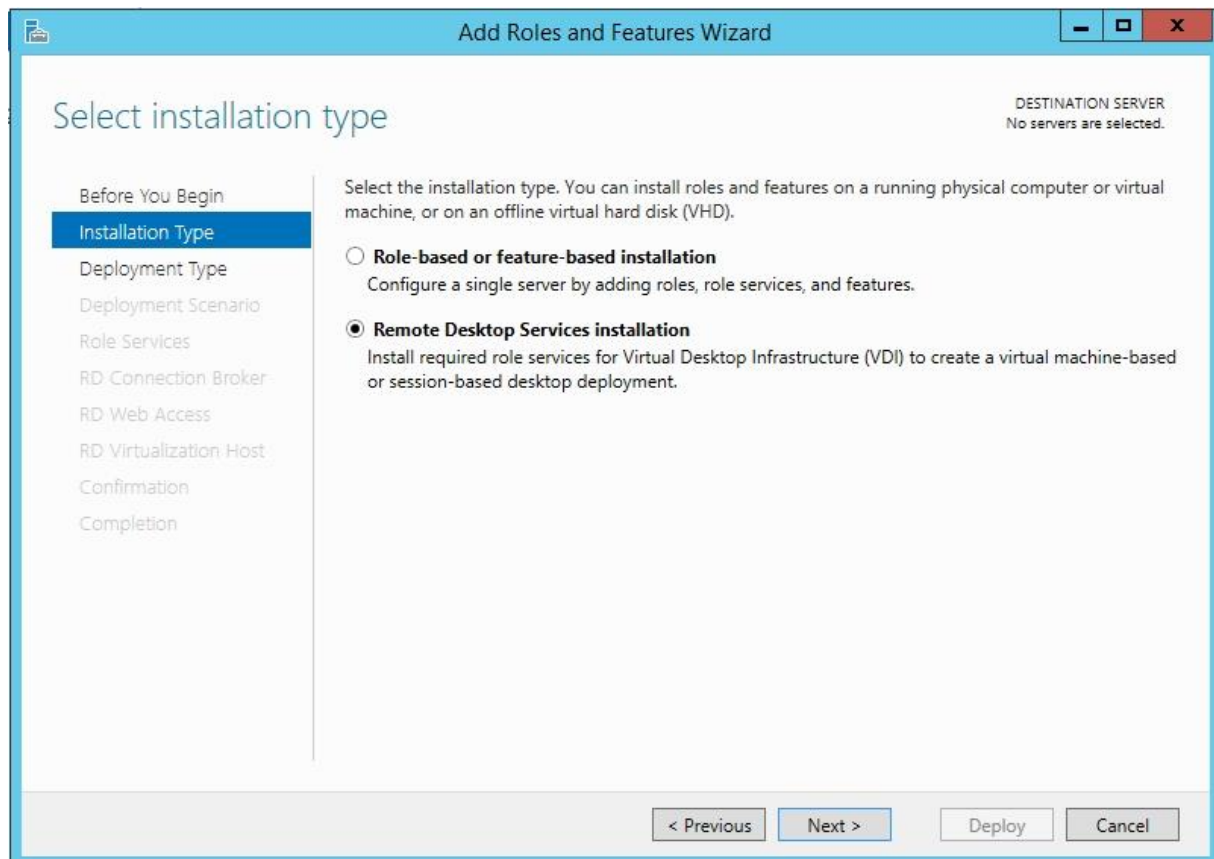 Add Roles and Features Wizard
X
Select installation type
DESTINATION SERVER
No servers are selected.
Before You Begin
Installation Type
Deployment Type
Deployment Scenario
Role Services
RD Connection Broker
RD Web Access
RD Virtualization Host
Confirmation
Completion
Select the installation type. You can install roles and features on a running physical computer or virtual
machine, or on an offline virtual hard disk (VHD).
Role-based or feature-based installation
Configure a single server by adding roles, role services, and features.
Remote Desktop Services installation
Install required role services for Virtual Desktop Infrastructure (VDI) to create a virtual machine-based
or session-based desktop deployment.
< Previous
Next >
Deploy
Cancel